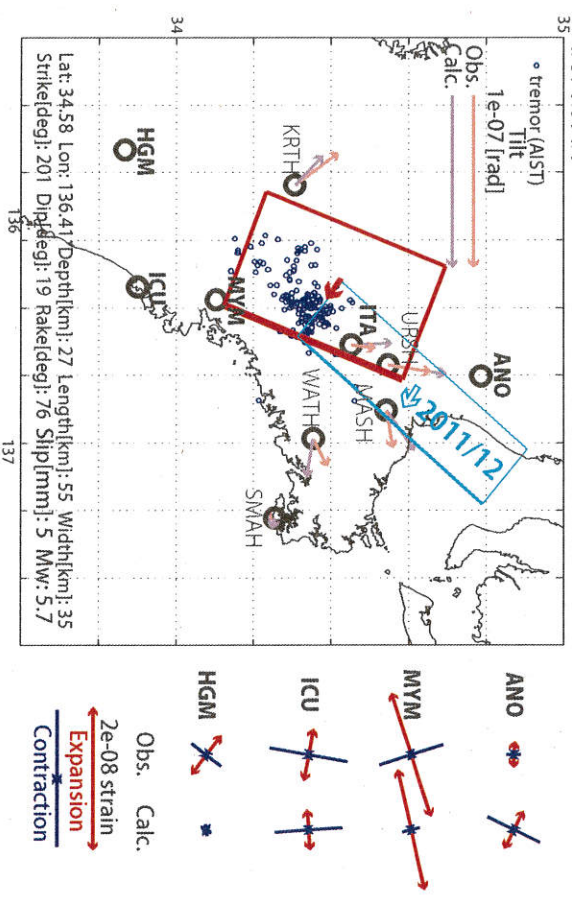 35
tremor (AIST)
Tilt
1e-07 [rad]
Obs.
Calc.
ANO
URSH
2011/12
ITA
MASH
KRTH
WATH
MYM
SMAH
34
HGM
ICU
Lat: 34.58 Lon: 136.41 Depth[km]: 27 Length[km]: 55 Width[km]: 35
Strike[deg]: 201 Dip[deg]: 19 Rake[deg]: 76 Slip[mm]: 5 Mw: 5.7
136
137
ANO
MYM
ICU
HGM
Obs. Calc.
2e-08 strain
Expansion
Contraction